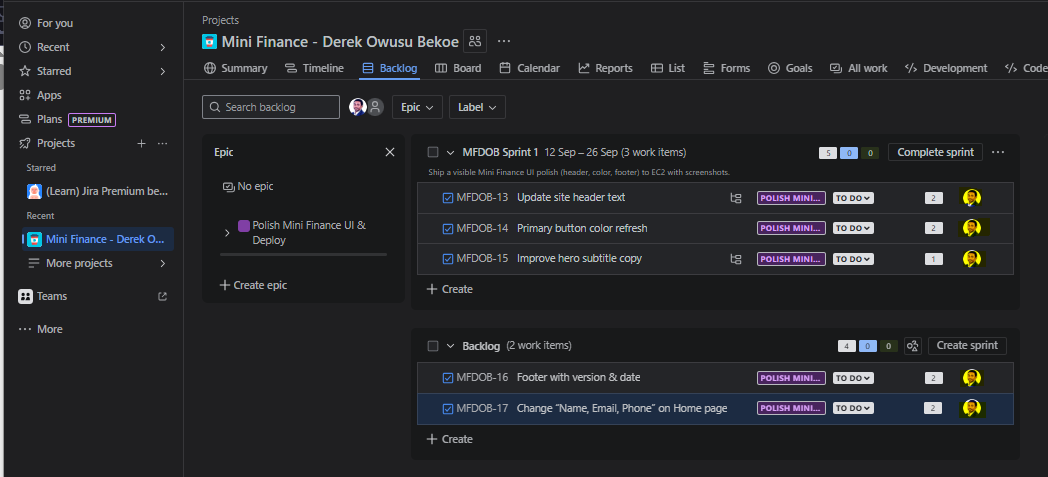 For you
Recent
Starred
Apps
Plans PREMIUM
Projects
Starred
(Learn) Jira Premium be...
Recent
Mini Finance - Derek O...
More projects
Teams
More
Projects
Mini Finance - Derek Owusu Bekoe
Summary Timeline Backlog Board Calendar Reports List Forms Goals All work Development Code
Search backlog Epic Label
Epic
No epic
Polish Mini Finance UI &
Deploy
Create epic
MFDOB Sprint 1 12 Sep – 26 Sep (3 work items) 5 0 0 Complete sprint
Ship a visible Mini Finance UI polish (header, color, footer) to EC2 with screenshots.
MFDOB-13 Update site header text POLISH MINI... TO DO 2
MFDOB-14 Primary button color refresh POLISH MINI... TO DO 2
MFDOB-15 Improve hero subtitle copy POLISH MINI... TO DO 1
Create
Backlog (2 work items) 4 0 0 Create sprint
MFDOB-16 Footer with version & date POLISH MINI... TO DO 2
MFDOB-17 Change “Name, Email, Phone” on Home page POLISH MINI... TO DO 2
Create